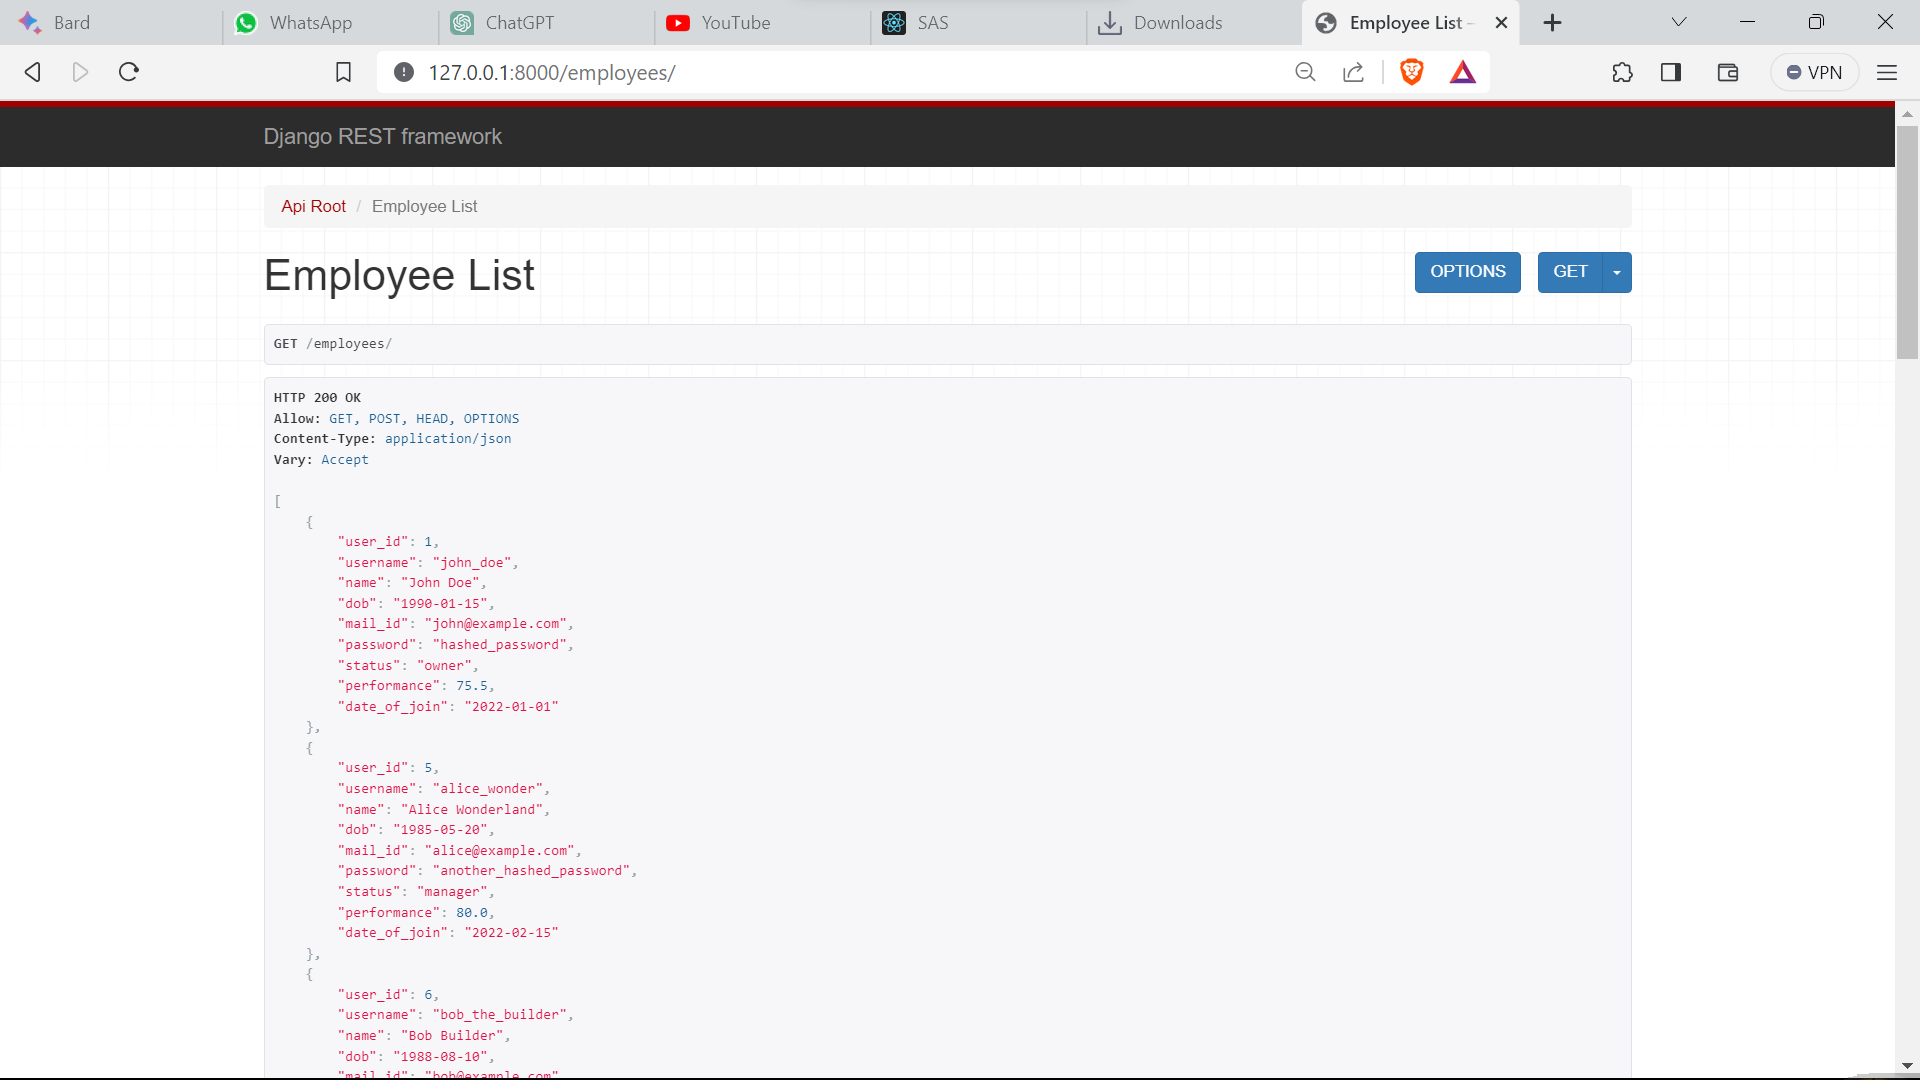 Bard
WhatsApp
ChatGPT
YouTube
SAS
Downloads
Employee List –
127.0.0.1:8000/employees/
VPN
Django REST framework
Api Root / Employee List
Employee List
OPTIONS
GET
GET /employees/
HTTP 200 OK
Allow: GET, POST, HEAD, OPTIONS
Content-Type: application/json
Vary: Accept
[
{
"user_id": 1,
"username": "john_doe",
"name": "John Doe",
"dob": "1990-01-15",
"mail_id": "john@example.com",
"password": "hashed_password",
"status": "owner",
"performance": 75.5,
"date_of_join": "2022-01-01"
},
{
"user_id": 5,
"username": "alice_wonder",
"name": "Alice Wonderland",
"dob": "1985-05-20",
"mail_id": "alice@example.com",
"password": "another_hashed_password",
"status": "manager",
"performance": 80.0,
"date_of_join": "2022-02-15"
},
{
"user_id": 6,
"username": "bob_the_builder",
"name": "Bob Builder",
"dob": "1988-08-10",
"mail_id": "bob@example.com"